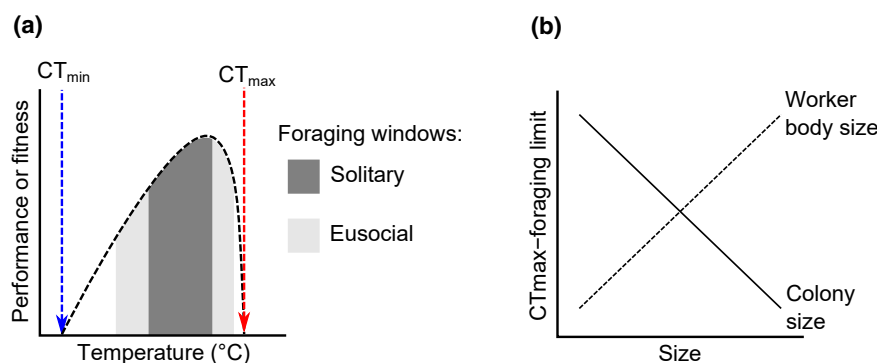 (a)
CTmin
CTmax
Performance or fitness
Temperature (°C)
Foraging windows:
Solitary
Eusocial
(b)
CTmax−foraging limit
Size
Worker
body size
Colony
size